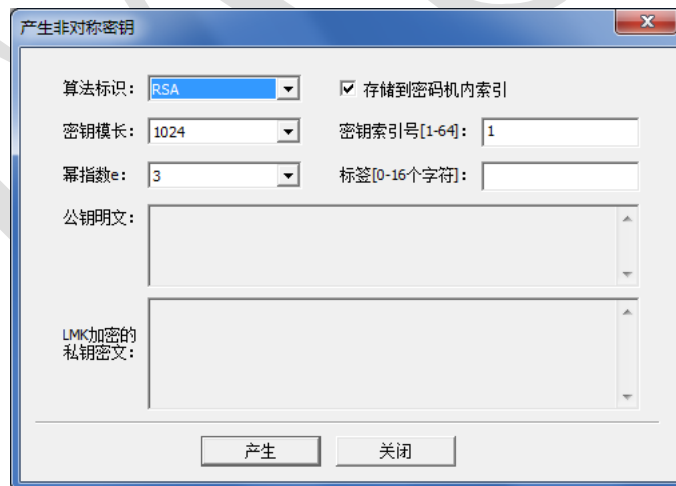 产生非对称密钥
算法标识： RSA ☑ 存储到密码机内索引
密钥模长： 1024 密钥索引号[1-64]： 1
幂指数e： 3 标签[0-16个字符]：
公钥明文：
LMK加密的
私钥密文：
产生 关闭